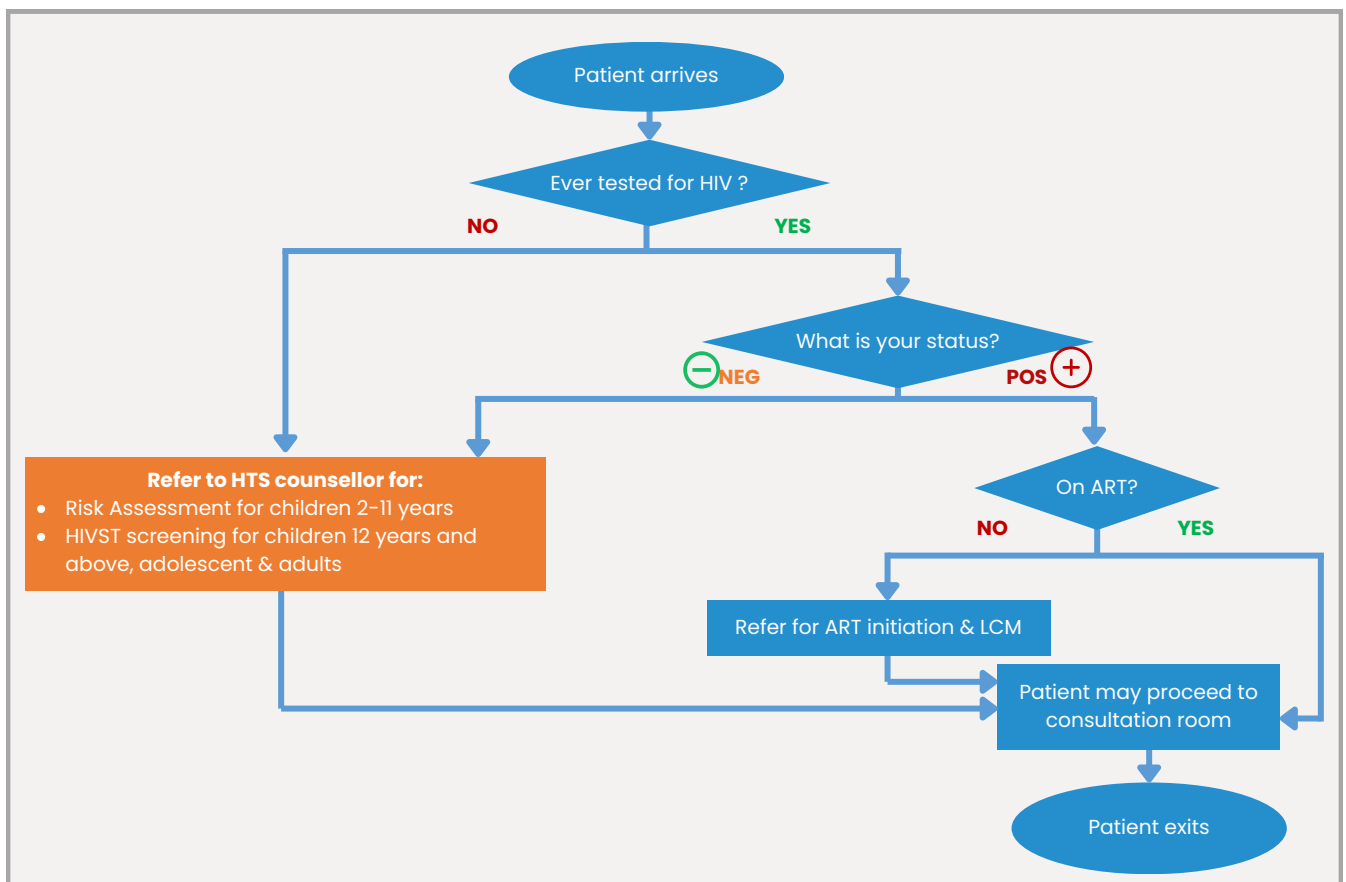 Patient arrives
Ever tested for HIV ?
NO
YES
What is your status?
NEG
POS
Refer to HTS counsellor for:
• Risk Assessment for children 2-11 years
• HIVST screening for children 12 years and
above, adolescent & adults
On ART?
NO
YES
Refer for ART initiation & LCM
Patient may proceed to
consultation room
Patient exits